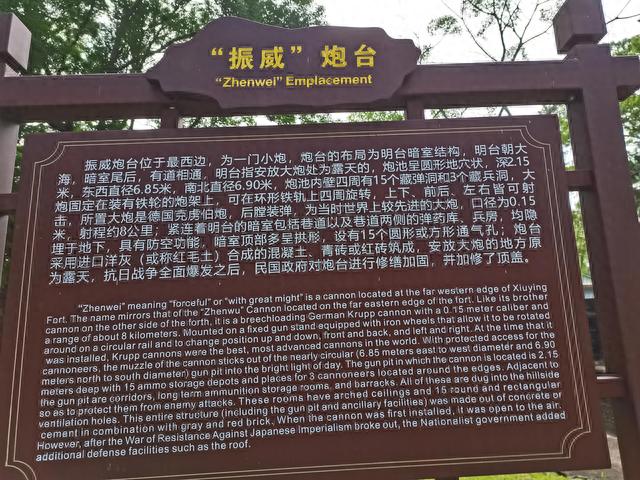 “振威”炮台
“Zhenwei” Emplacement
振威炮台位于最西边，为一门小炮，炮台的布局为明台暗室结构，明台朝大
海，暗室尾后，有道相通，明台指安放大炮处为露天的，炮池呈圆形地穴状，深2.15
米，东西直径6.85米，南北直径6.90米，炮池内壁四周有15个藏弹洞和3个藏兵洞，大
炮固定在装有铁轮的炮架上，可在环形铁轨上四周旋转，上下、前后、左右皆可射
击，所置大炮是德国克虏伯炮，后膛装弹，为当时世界上较先进的大炮，口径为0.15
米，射程约8公里；紧连着明台的暗室包括巷道以及巷道两侧的弹药库、兵房，均隐
埋于地下，具有防空功能，暗室顶部多呈拱形，设有15个圆形或方形通气孔；炮台
采用进口洋灰（或称红毛土）合成的混凝土、青砖或红砖筑成，安放大炮的地方原
为露天，抗日战争全面爆发之后，民国政府对炮台进行修缮加固，并加修了顶盖。
"Zhenwei" meaning "forceful" or "with great might" is a cannon located at the far western edge of Xiuying
Fort. The name mirrors that of the "Zhenwu" Cannon located on the far eastern edge of the fort. Like its brother
cannon on the other side of the forth, it is a breechloading German Krupp cannon with a 0.15 meter caliber and
a range of about 8 kilometers. Mounted on a fixed gun stand equipped with iron wheels that allow it to be rotated
around on a circular rail and to change position up and down, front and back, and left and right. At the time that it
was installed, Krupp cannons were the best, most advanced cannons in the world. With protected access for the
cannoneers, the muzzle of the cannon sticks out of the nearly circular (6.85 meters east to west diameter and 6.90
meters north to south diameter) gun pit into the bright light of day. The gun pit in which the cannon is located is 2.15
meters deep with 15 ammo storage depots and places for 3 cannoneers located around the edges. Adjacent to
the gun pit are corridors, long term ammunition storage rooms, and barracks. All of these are dug into the hillside
so as to protect them from enemy attacks. These rooms have arched ceilings and 15 round and rectangular
ventilation holes. This entire structure (including the gun pit and ancillary facilities) was made out of concrete or
cement in combination with gray and red brick. When the cannon was first installed, it was open to the air.
However, after the War of Resistance Against Japanese Imperialism broke out, the Nationalist government added
additional defense facilities such as the roof.